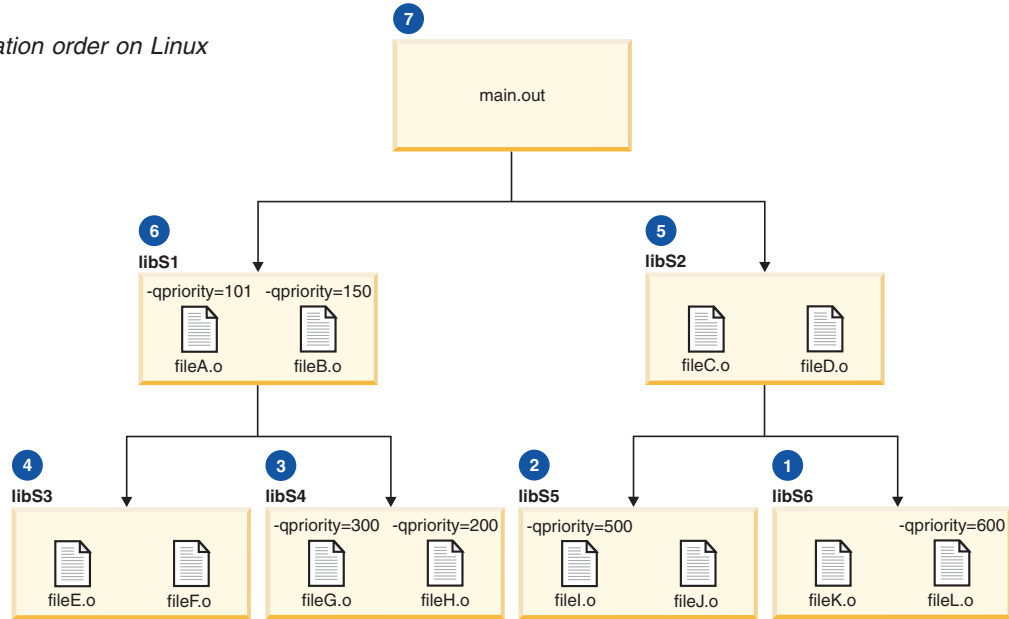 7
ation order on Linux
main.out
6
5
libS1
libS2
-qpriority=101 -qpriority=150
fileA.o fileB.o
fileC.o fileD.o
4
3
2
1
libS3
libS4
libS5
libS6
-qpriority=300 -qpriority=200
-qpriority=500
-qpriority=600
fileE.o fileF.o
fileG.o fileH.o
fileI.o fileJ.o
fileK.o fileL.o